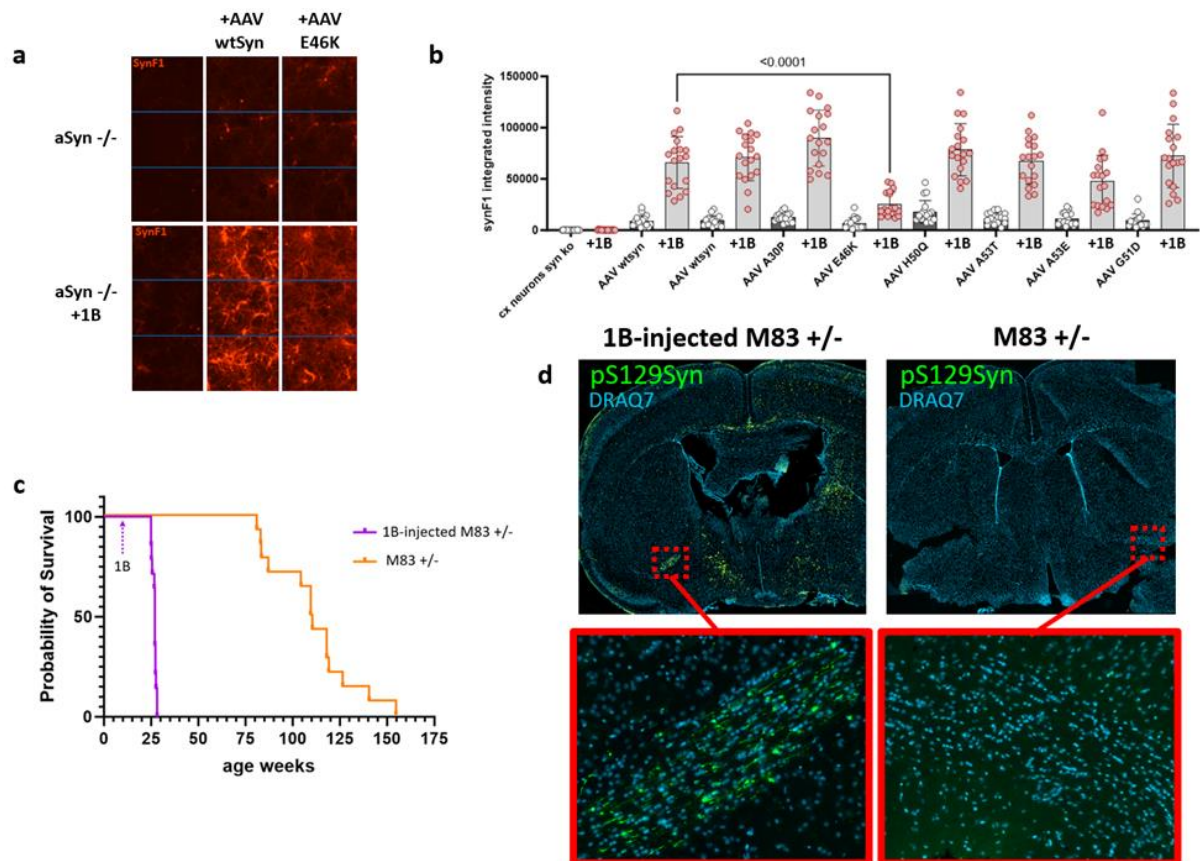 a
+AAV
wtSyn
+AAV
E46K
SynF1
aSyn -/-
SynF1
aSyn -/-
+1B
b
synF1 integrated intensity
150000
100000
50000
0
<0.0001
cx neurons syn ko
+1B
AAV wtsyn
+1B
AAV wtsyn
+1B
AAV A30P
+1B
AAV E46K
+1B
AAV H50Q
+1B
AAV A53T
+1B
AAV A53E
+1B
AAV G51D
+1B
c
Probability of Survival
100
50
0
1B
1B-injected M83 +/-
M83 +/-
0
25
50
75
100
125
150
175
age weeks
d
1B-injected M83 +/-
M83 +/-
pS129Syn
DRAQ7
pS129Syn
DRAQ7